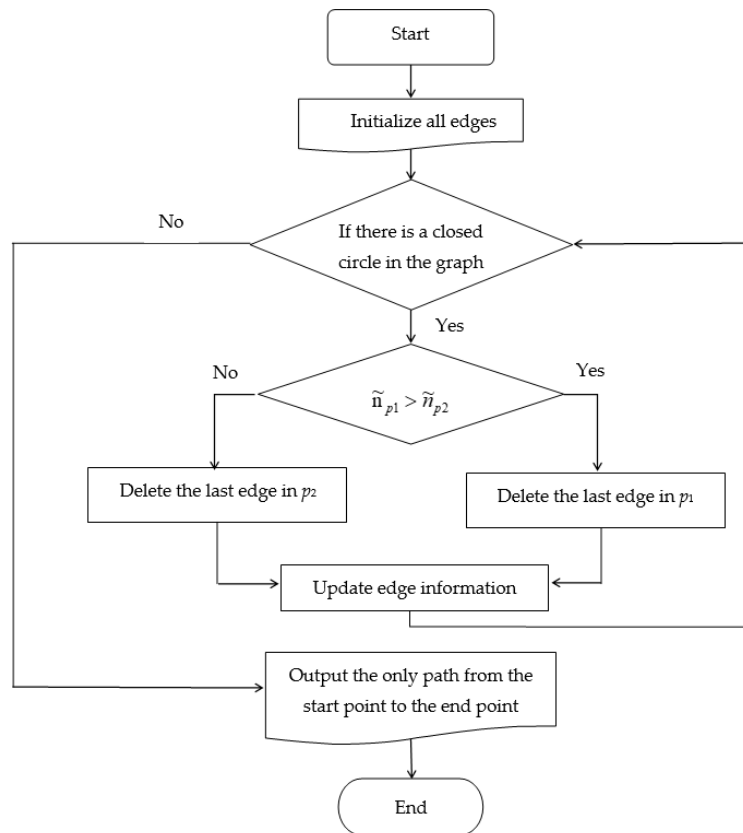 Start
Initialize all edges
No
If there is a closed
circle in the graph
Yes
No
Yes
ñ p1 > ñ p2
Delete the last edge in p2
Delete the last edge in p1
Update edge information
Output the only path from the
start point to the end point
End